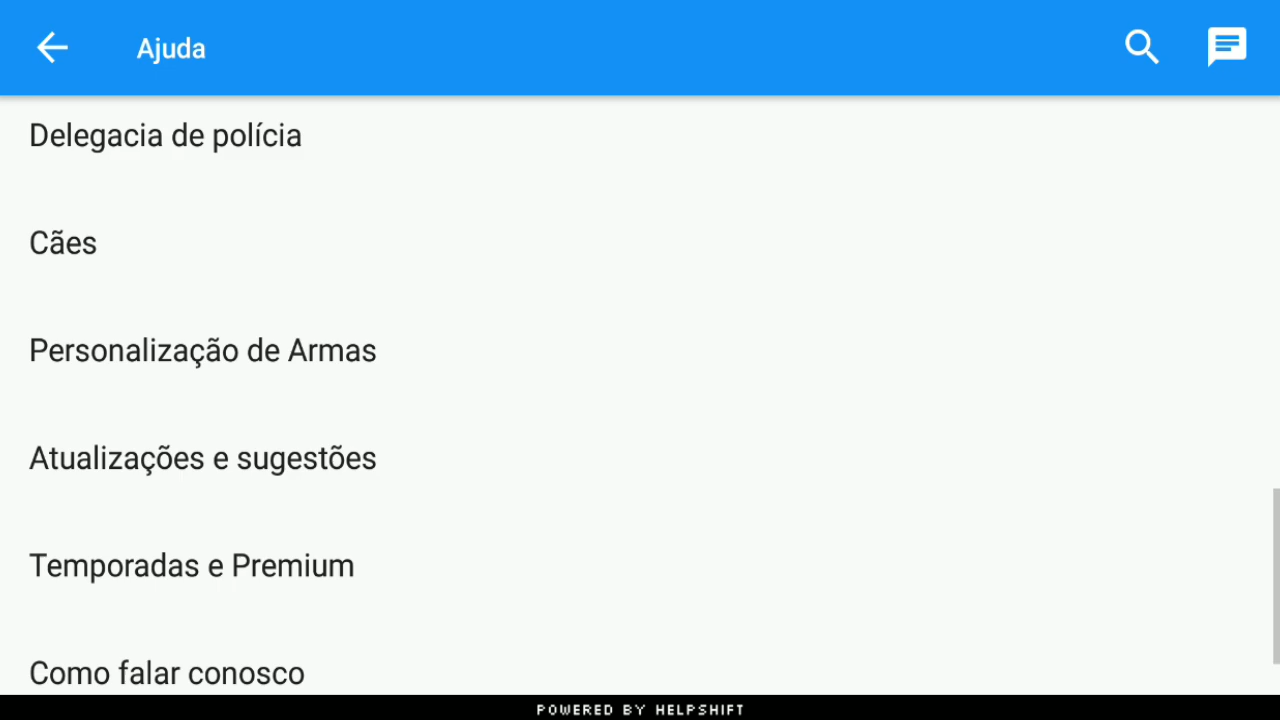 Ajuda
Delegacia de polícia
Cães
Personalização de Armas
Atualizações e sugestões
Temporadas e Premium
Como falar conosco
POWERED BY HELPSHIFT